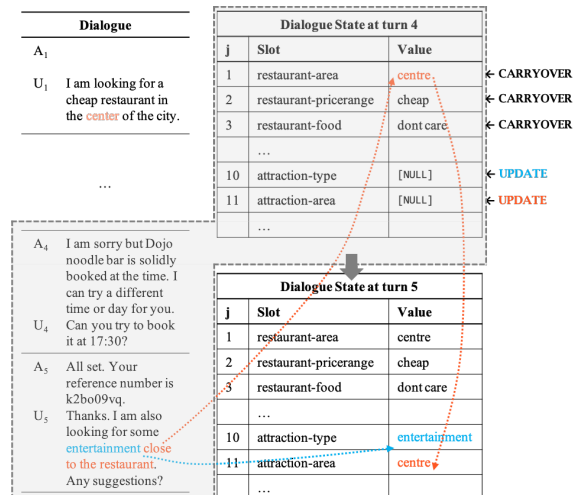 Dialogue
A1
U1 I am looking for a
cheap restaurant in
the center of the city.
...
A4 I am sorry but Dojo
noodle bar is solidly
booked at the time. I
can try a different
time or day for you.
U4 Can you try to book
it at 17:30?
A5 All set. Your
reference number is
k2bo09vq.
U5 Thanks. I am also
looking for some
entertainment close
to the restaurant.
Any suggestions?
Dialogue State at turn 4
j Slot Value
1 restaurant-area centre ← CARRYOVER
2 restaurant-pricerange cheap ← CARRYOVER
3 restaurant-food dont care ← CARRYOVER
...
10 attraction-type [NULL] ← UPDATE
11 attraction-area [NULL] ← UPDATE
...
Dialogue State at turn 5
j Slot Value
1 restaurant-area centre
2 restaurant-pricerange cheap
3 restaurant-food dont care
...
10 attraction-type entertainment
11 attraction-area centre
...